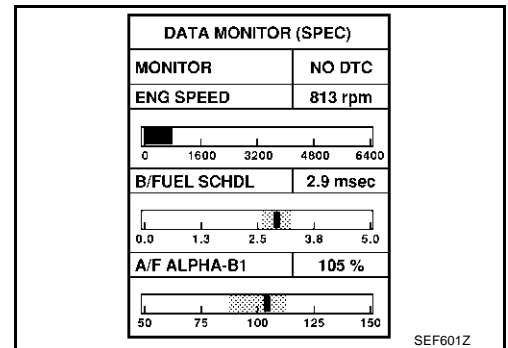 DATA MONITOR (SPEC)
MONITOR NO DTC
ENG SPEED 813 rpm
0 1600 3200 4800 6400
B/FUEL SCHDL 2.9 msec
0.0 1.3 2.5 3.8 5.0
A/F ALPHA-B1 105 %
50 75 100 125 150
SEF601Z